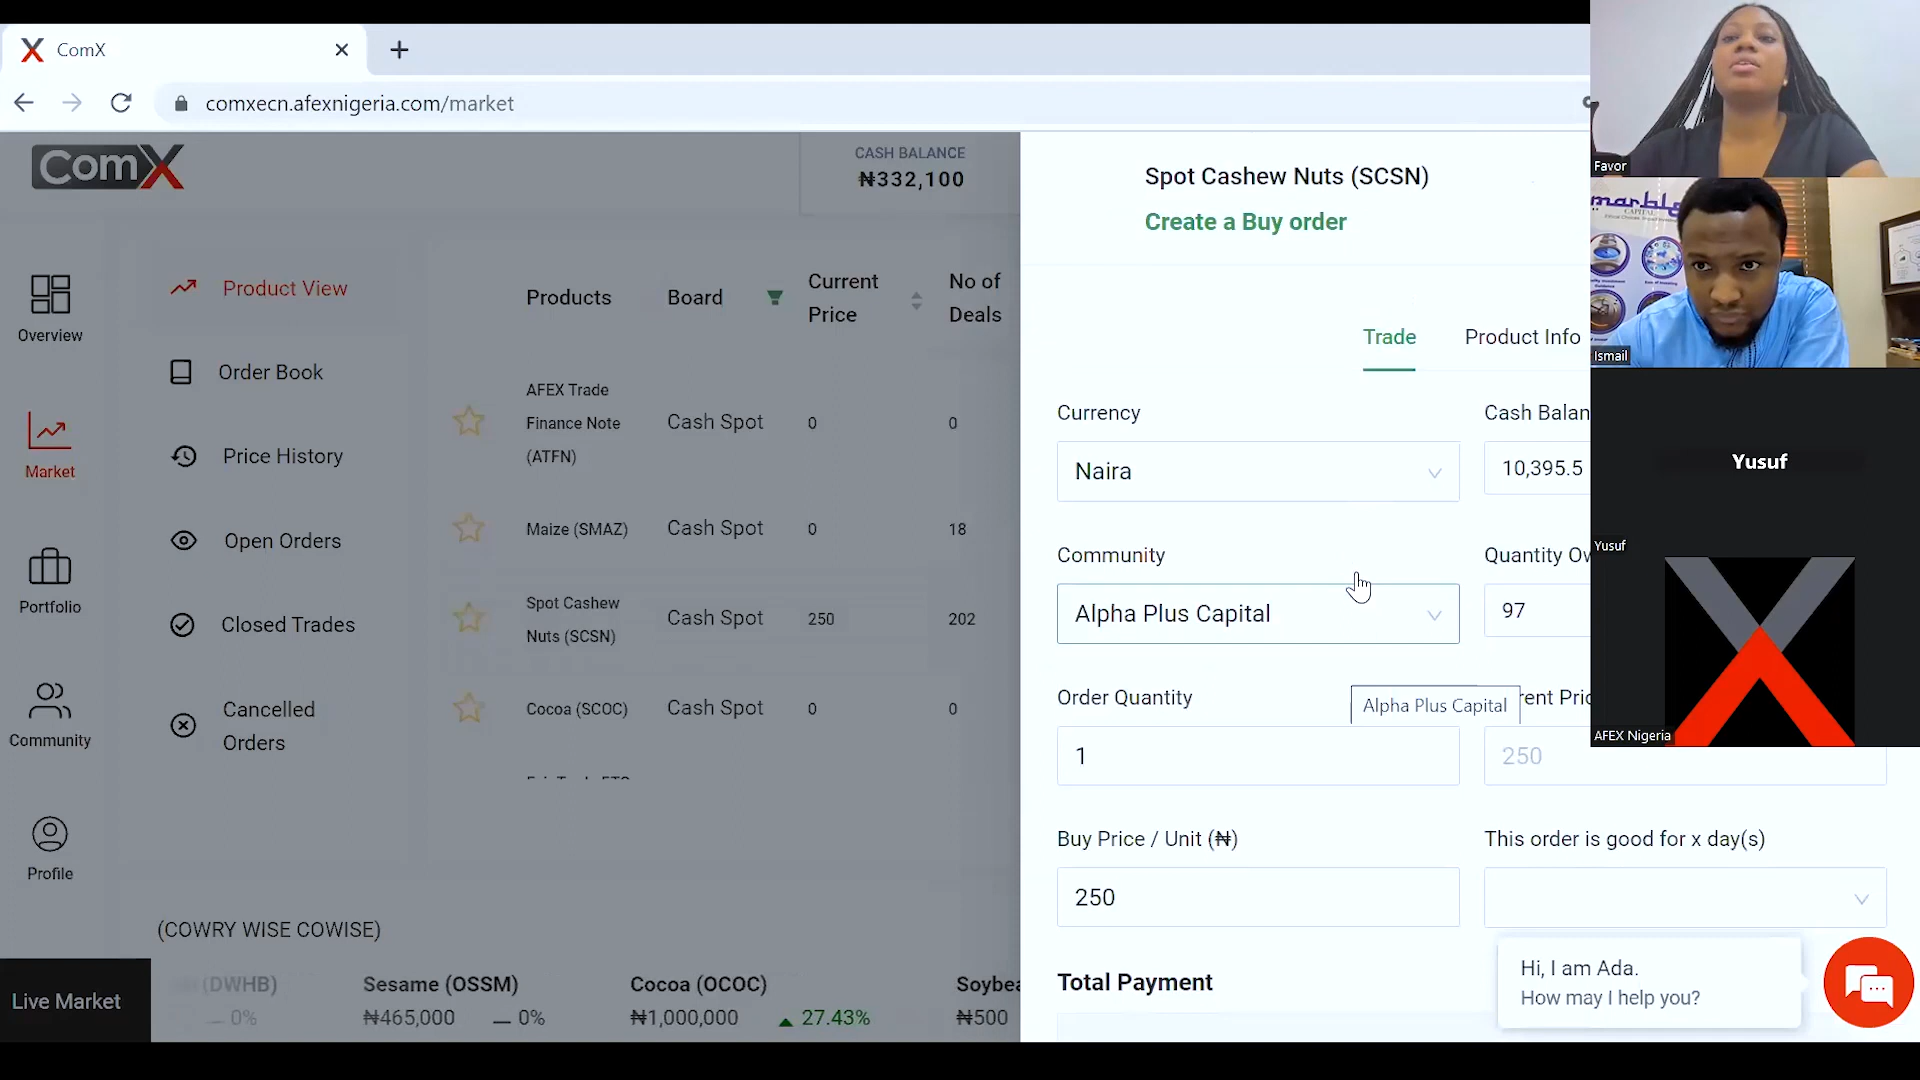 ComX
comxecn.afexnigeria.com/market
ComX
CASH BALANCE
₦332,100
Overview
Market
Portfolio
Community
Profile
Product View
Order Book
Price History
Open Orders
Closed Trades
Cancelled
Orders
Products
Board
Current
Price
No of
Deals
AFEX Trade
Finance Note
(ATFN)
Cash Spot
0
0
Maize (SMAZ)
Cash Spot
0
18
Spot Cashew
Nuts (SCSN)
Cash Spot
250
202
Cocoa (SCOC)
Cash Spot
0
0
(COWRY WISE COWISE)
Live Market
(DWHB)
0%
Sesame (OSSM)
₦465,000
0%
Cocoa (OCOC)
₦1,000,000
27.43%
Soybea
₦500
Spot Cashew Nuts (SCSN)
Create a Buy order
Trade
Product Info
Currency
Naira
Cash Balan
10,395.5
Community
Alpha Plus Capital
Quantity Ow
97
Order Quantity
1
Alpha Plus Capital
rent Pric
250
Buy Price / Unit (₦)
250
This order is good for x day(s)
Total Payment
Hi, I am Ada.
How may I help you?
Favor
marble
CAPITAL
Ismail
Yusuf
Yusuf
AFEX Nigeria